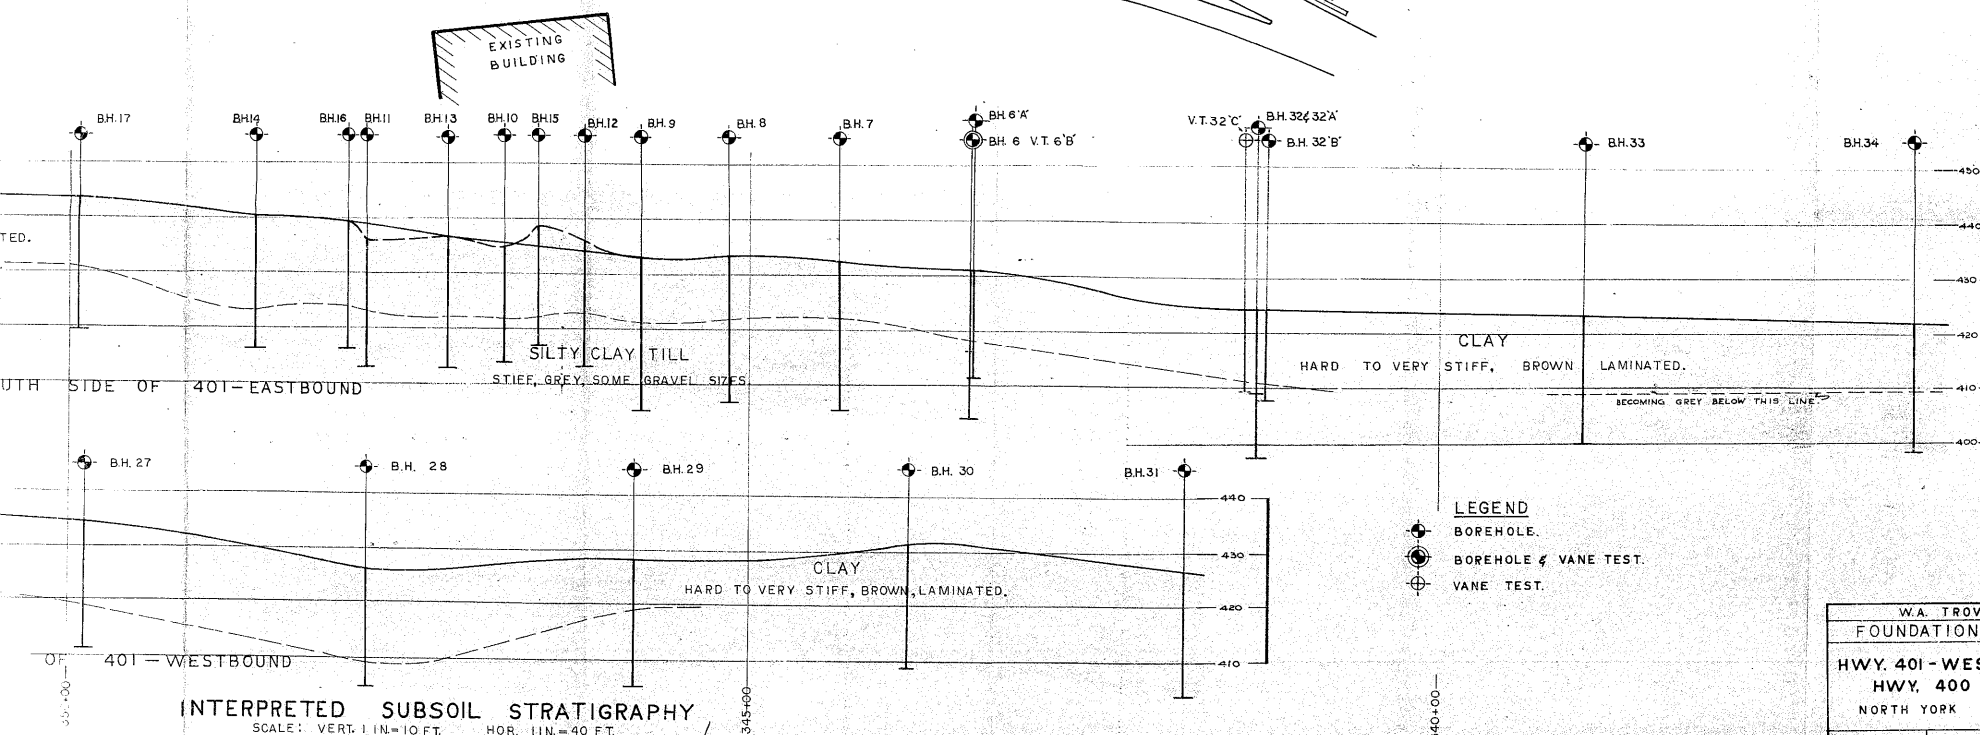 EXISTING
BUILDING
B.H. 17
B.H.14
B.H.16
B.H.11
B.H.13
B.H.10
B.H.15
B.H.12
B.H. 9
B.H. 8
B.H. 7
B.H. 6'A'
B.H. 6 V.T. 6'B'
V.T. 32'C'
B.H. 32 & 32'A'
B.H. 32'B'
B.H. 33
B.H.34
450
440
430
420
410
400
TED.
SILTY CLAY TILL
STIFF, GREY, SOME GRAVEL SIZES
CLAY
HARD TO VERY STIFF, BROWN LAMINATED.
BECOMING GREY BELOW THIS LINE.
UTH SIDE OF 401-EASTBOUND
B.H. 27
B.H. 28
B.H. 29
B.H. 30
B.H.31
440
430
420
410
CLAY
HARD TO VERY STIFF, BROWN, LAMINATED.
OF 401-WESTBOUND
345+00
40+00
INTERPRETED SUBSOIL STRATIGRAPHY
SCALE: VERT. 1 IN.=10 FT. HOR. 1 IN.=40 FT.
LEGEND
BOREHOLE.
BOREHOLE & VANE TEST.
VANE TEST.
W.A. TROW
FOUNDATION
HWY. 401-WES
HWY. 400
NORTH YORK